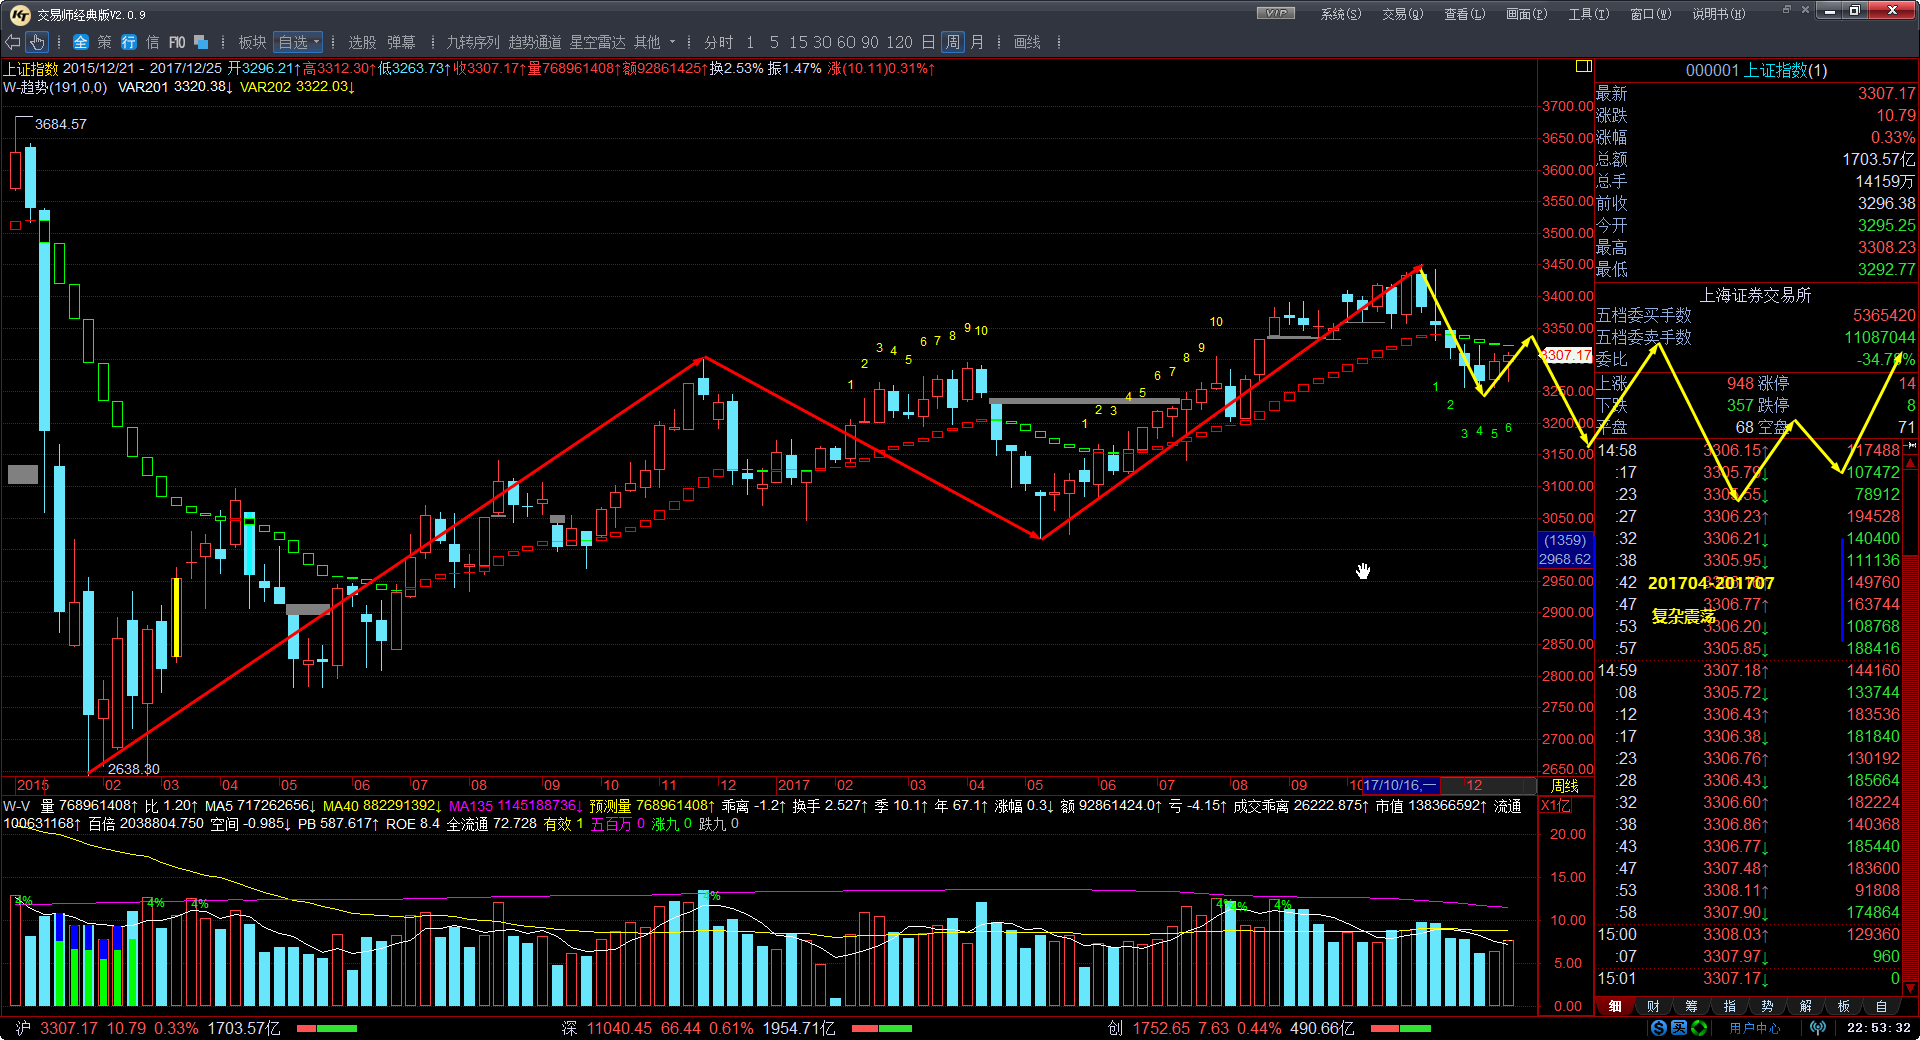 交易师经典版V2.0.9 VIP 系统(S) 交易(Q) 查看(L) 画面(P) 工具(T) 窗口(W) 说明书(H)
全 策 行 信 F10 板块 自选 选股 弹幕 九转序列 趋势通道 星空雷达 其他 分时 1 5 15 30 60 90 120 日 周 月 画线
上证指数 2015/12/21 - 2017/12/25 开3296.21↑高3312.30↑低3263.73↑收3307.17↑量768961408↑额92861425↑换2.53% 振1.47% 涨(10.11)0.31%↑
W-趋势(191,0,0) VAR201 3320.38↓ VAR202 3322.03↓
3684.57
1 2 3 4 5 6 7 8 9 10
1 2 3 4 5 6 7 8 9 10
1 2 3 4 5 6
2638.30
3700.00
3650.00
3600.00
3550.00
3500.00
3450.00
3400.00
3350.00
3307.17
3250.00
3200.00
3150.00
3100.00
3050.00
(1359)
2968.62
2950.00
2900.00
2850.00
2800.00
2750.00
2700.00
2650.00
2015 02 03 04 05 06 07 08 09 10 11 12 2017 02 03 04 05 06 07 08 09 17/10/16,一 12 周线
W-V 量 768961408↑ 比 1.20↑ MA5 717262656↓ MA40 882291392↓ MA135 1145188736↓ 预测量 768961408↑ 乖离 -1.2↑ 换手 2.527↑ 季 10.1↑ 年 67.1↑ 涨幅 0.3↓ 额 92861424.0↑ 亏 -4.15↑ 成交乖离 26222.875↑ 市值 138366592↑ 流通
100631168↑ 百倍 2038804.750 空间 -0.985↓ PB 587.617↑ ROE 8.4 全流通 72.728 有效 1 五百万 0 涨九 0 跌九 0
X1亿
20.00
15.00
10.00
5.00
0.00
4% 4% 4% 4% 4% 4% 4%
000001 上证指数(1)
最新 3307.17
涨跌 10.79
涨幅 0.33%
总额 1703.57亿
总手 14159万
前收 3296.38
今开 3295.25
最高 3308.23
最低 3292.77
上海证券交易所
五档委买手数 5365420
五档委卖手数 11087044
委比 -34.78%
上涨 948 涨停 14
下跌 357 跌停 8
平盘 68 空盘 71
14:58 3306.15↑ 117488
:17 3305.79↓ 107472
:23 3305.55↓ 78912
:27 3306.23↑ 194528
:32 3306.21↓ 140400
:38 3305.95↓ 111136
:42 201704-201707 149760
:47 3306.77↑ 163744
复杂震荡
:53 3306.20↓ 108768
:57 3305.85↓ 188416
14:59 3307.18↑ 144160
:08 3305.72↓ 133744
:12 3306.43↑ 183536
:17 3306.38↓ 181840
:23 3306.76↑ 130192
:28 3306.43↓ 185664
:32 3306.60↑ 182224
:38 3306.86↑ 140368
:43 3306.77↓ 185440
:47 3307.48↑ 183600
:53 3308.11↑ 91808
:58 3307.90↓ 174864
15:00 3308.03↑ 129360
:07 3307.97↓ 960
15:01 3307.17↓ 0
细 财 筹 指 势 解 板 自
沪 3307.17 10.79 0.33% 1703.57亿 深 11040.45 66.44 0.61% 1954.71亿 创 1752.65 7.63 0.44% 490.66亿 用户中心 22:53:32